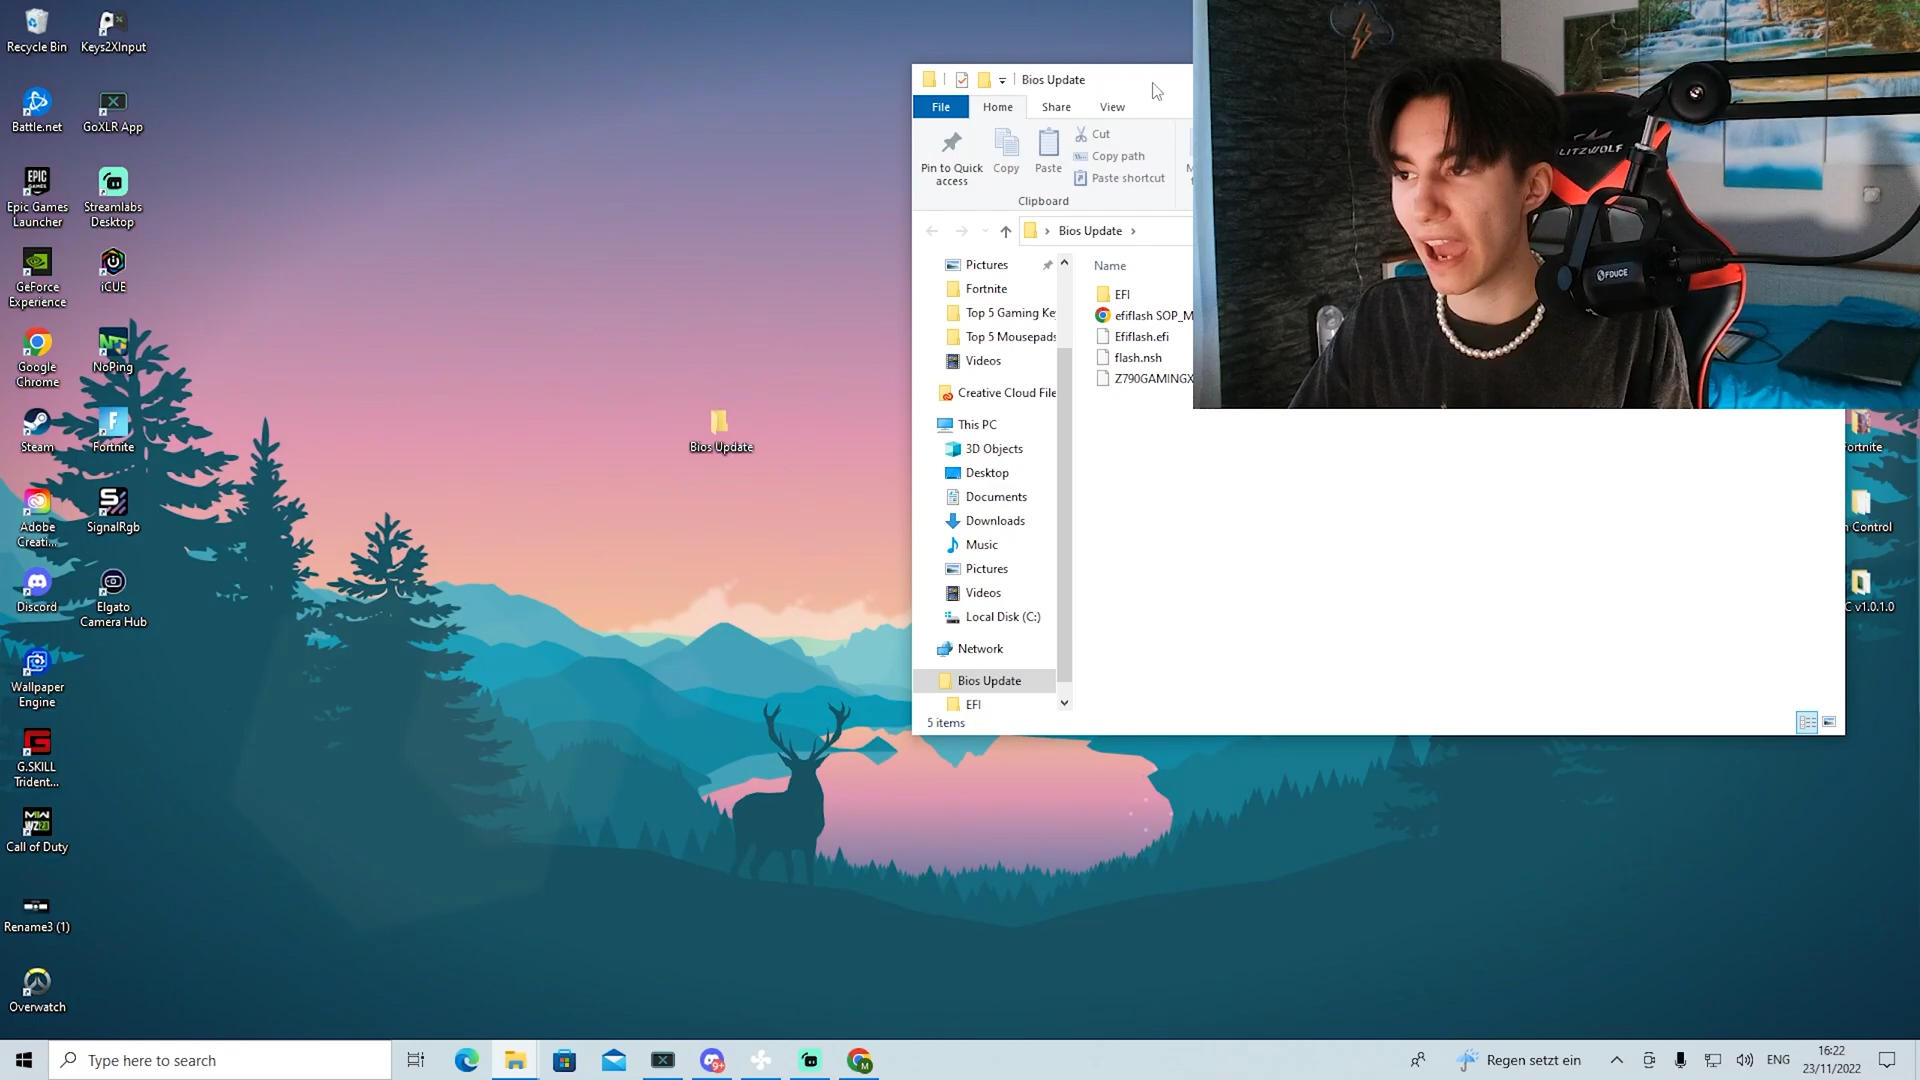 Recycle Bin
Keys2XInput
Battle.net
GoXLR App
Epic Games
Launcher
Streamlabs
Desktop
GeForce
Experience
iCUE
Google
Chrome
NoPing
Steam
Fortnite
Adobe
Creati...
SignalRgb
Discord
Elgato
Camera Hub
Wallpaper
Engine
G.SKILL
Trident...
Call of Duty
Rename3 (1)
Overwatch
Bios Update
Bios Update
File
Home
Share
View
Pin to Quick
access
Copy
Paste
Cut
Copy path
Paste shortcut
Clipboard
Bios Update
Pictures
Fortnite
Top 5 Gaming Ke
Top 5 Mousepads
Videos
Creative Cloud File
This PC
3D Objects
Desktop
Documents
Downloads
Music
Pictures
Videos
Local Disk (C:)
Network
Bios Update
EFI
5 items
Name
EFI
efiflash SOP_M
Efiflash.efi
flash.nsh
Z790GAMINGX
LITZWOLF
FDUCE
ortnite
Control
C v1.0.1.0
Type here to search
9+
Regen setzt ein
ENG
16:22
23/11/2022